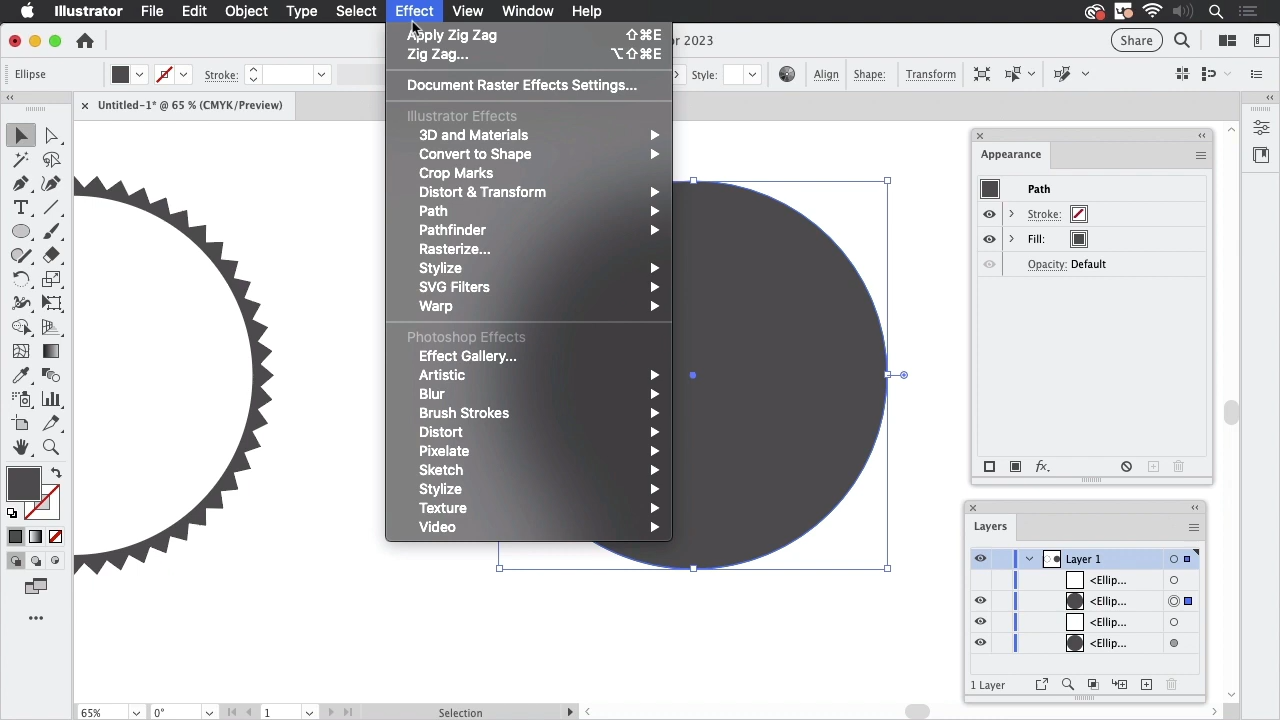 Illustrator File Edit Object Type Select Effect View Window Help
or 2023
Share
Ellipse
Stroke:
Style:
Align
Shape:
Transform
Untitled-1* @ 65 % (CMYK/Preview)
Apply Zig Zag ⇧⌘E
Zig Zag... ⌥⇧⌘E
Document Raster Effects Settings...
Illustrator Effects
3D and Materials
Convert to Shape
Crop Marks
Distort & Transform
Path
Pathfinder
Rasterize...
Stylize
SVG Filters
Warp
Photoshop Effects
Effect Gallery...
Artistic
Blur
Brush Strokes
Distort
Pixelate
Sketch
Stylize
Texture
Video
Appearance
Path
Stroke:
Fill:
Opacity: Default
fx.
Layers
Layer 1
<Ellip...
<Ellip...
<Ellip...
<Ellip...
1 Layer
65%
0°
1
Selection